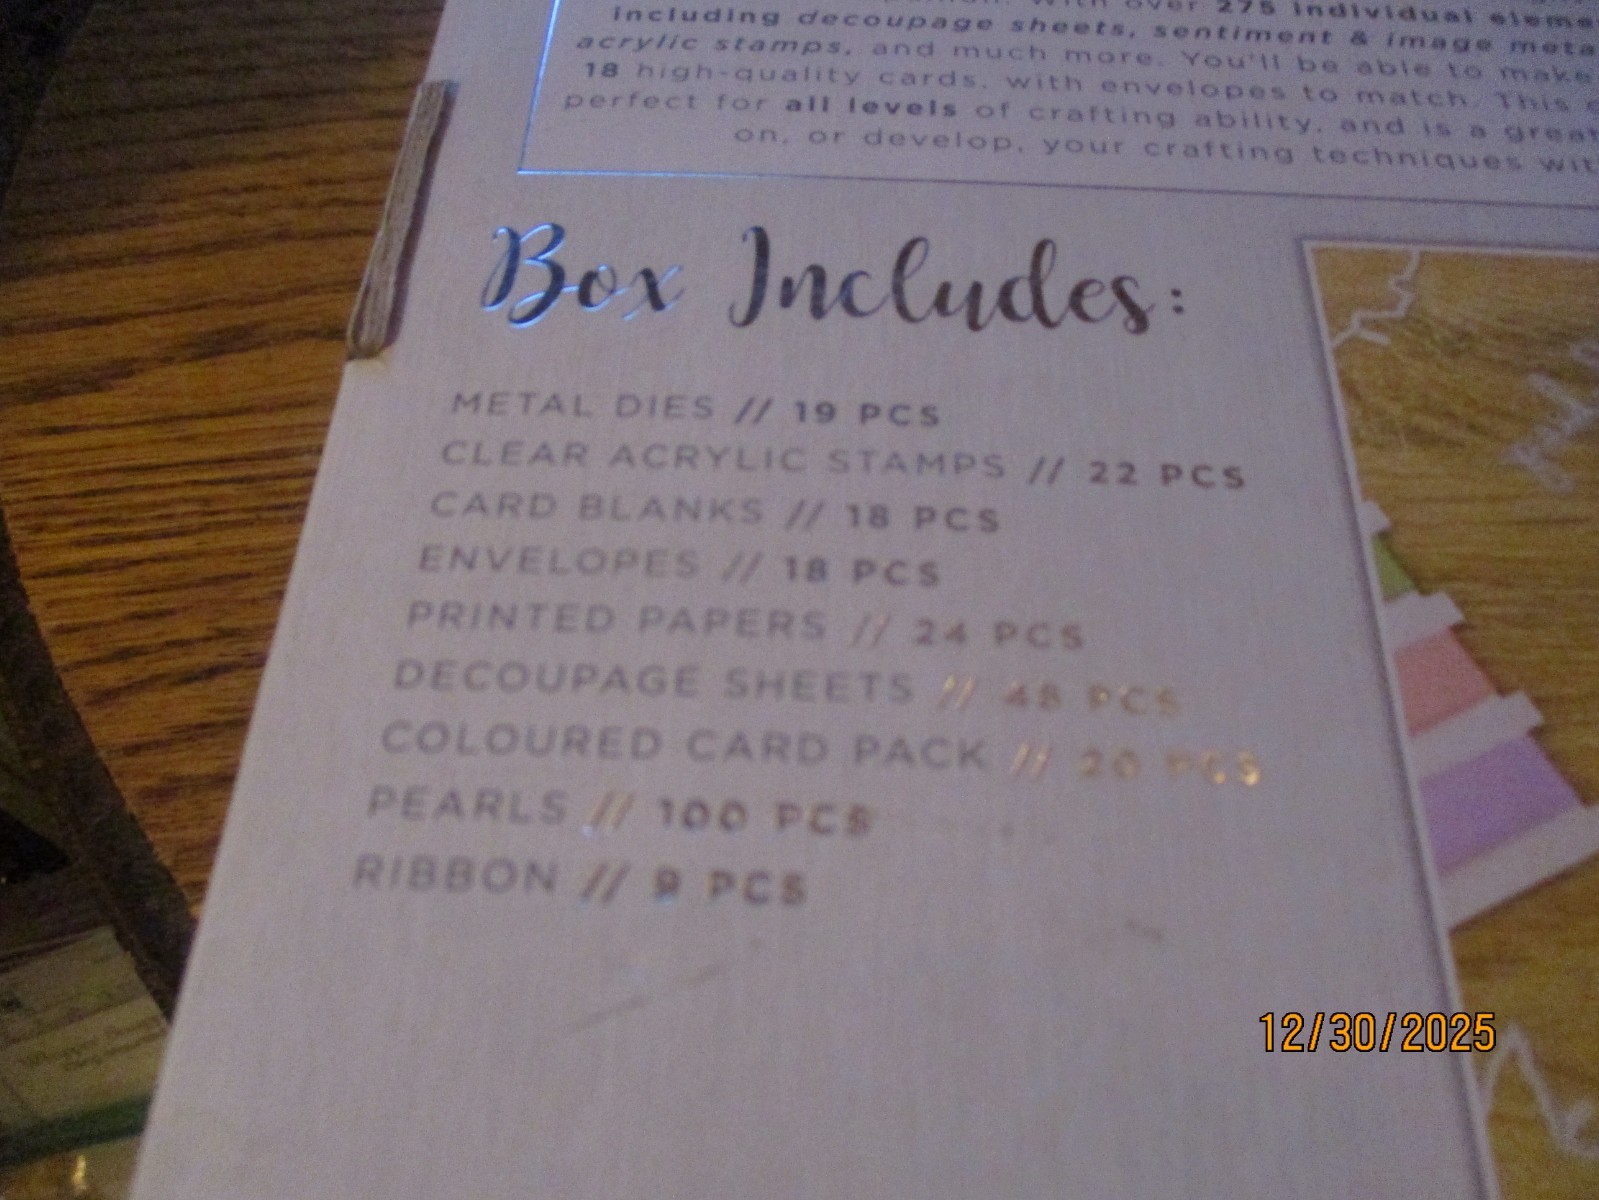 with over 275 individual
including decoupage sheets, sentiment & image
acrylic stamps, and much more. You'll be able to make
18 high-quality cards, with envelopes to match. This
perfect for all levels of crafting ability, and is a great
on, or develop, your crafting techniques
Box Includes:
METAL DIES // 19 PCS
CLEAR ACRYLIC STAMPS // 22 PCS
CARD BLANKS // 18 PCS
ENVELOPES // 18 PCS
PRINTED PAPERS // 24 PCS
DECOUPAGE SHEETS // 48 PCS
COLOURED CARD PACK // 20 PCS
PEARLS // 100 PCS
RIBBON // 9 PCS
12/30/2025